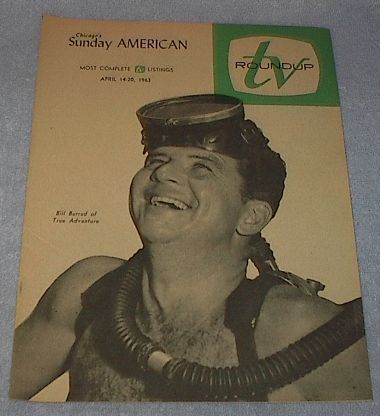 Chicago's
Sunday AMERICAN
MOST COMPLETE TV LISTINGS
APRIL 14-20, 1963
tv
ROUNDUP
Bill Burrud of
True Adventure